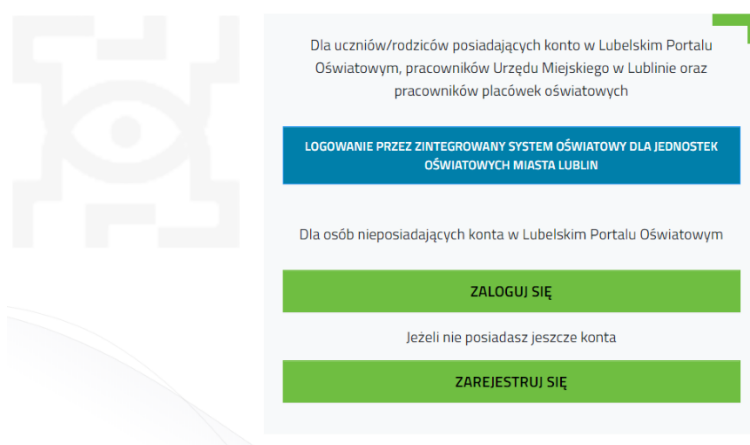 Dla uczniów/rodziców posiadających konto w Lubelskim Portalu
Oświatowym, pracowników Urzędu Miejskiego w Lublinie oraz
pracowników placówek oświatowych
LOGOWANIE PRZEZ ZINTEGROWANY SYSTEM OŚWIATOWY DLA JEDNOSTEK
OŚWIATOWYCH MIASTA LUBLIN
Dla osób nieposiadających konta w Lubelskim Portalu Oświatowym
ZALOGUJ SIĘ
Jeżeli nie posiadasz jeszcze konta
ZAREJESTRUJ SIĘ